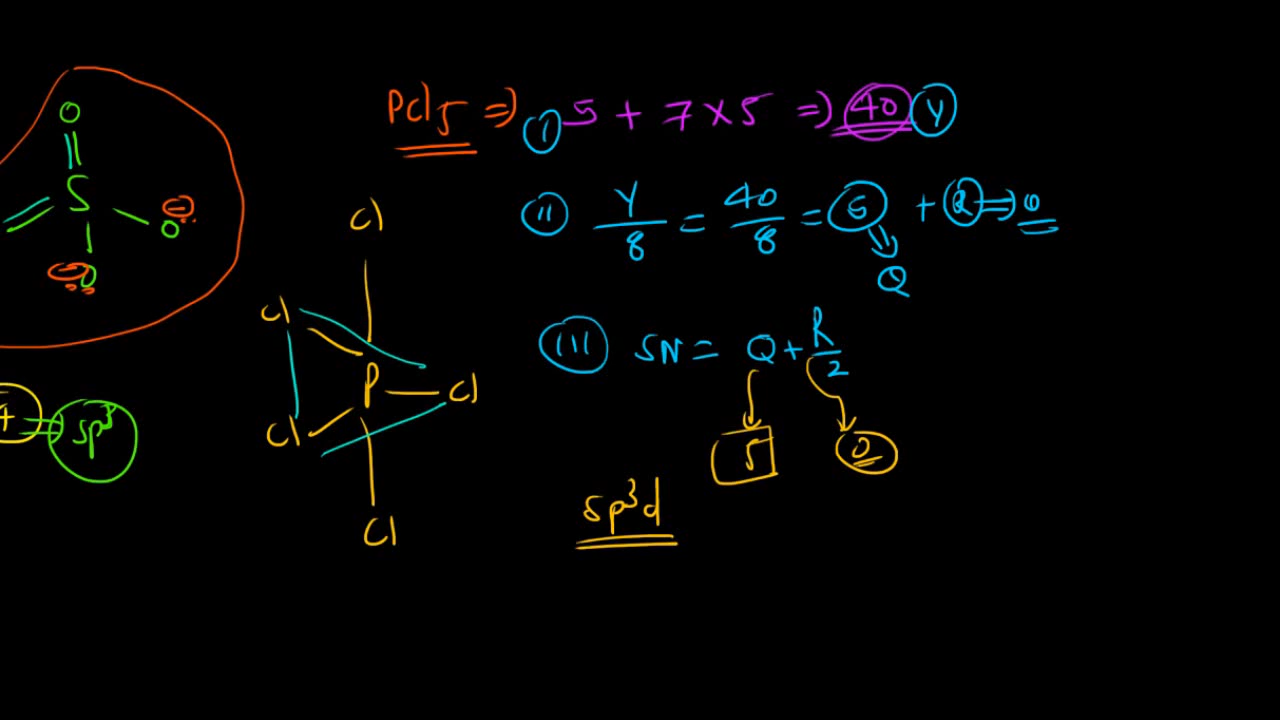 PCl5 ⇒ (I) 5 + 7 × 5 ⇒ 40 Y
(II) Y/8 = 40/8 = 5 + R ⇒ 0
Q
(III) SN = Q + R/2
5 0
sp³d
Cl
Cl
P Cl
Cl
Cl
O
S
O ⊖
⊖ O
sp³